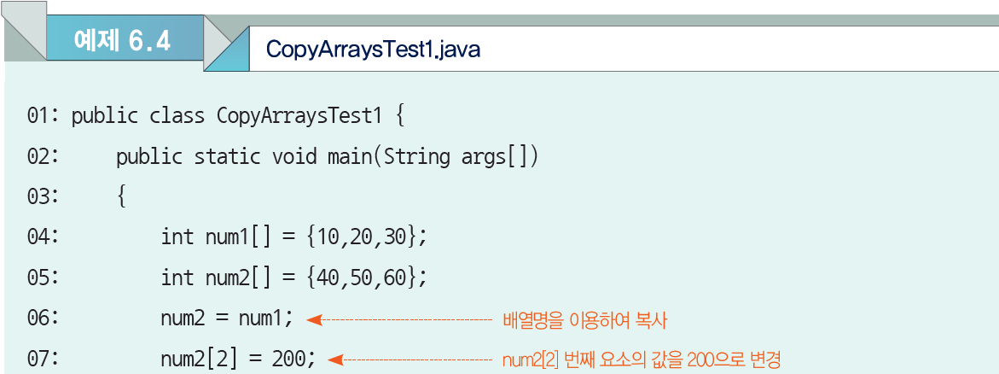 예제 6.4
CopyArraysTest1.java
01: public class CopyArraysTest1 {
02:     public static void main(String args[])
03:     {
04:         int num1[] = {10,20,30};
05:         int num2[] = {40,50,60};
06:         num2 = num1; 배열명을 이용하여 복사
07:         num2[2] = 200; num2[2] 번째 요소의 값을 200으로 변경